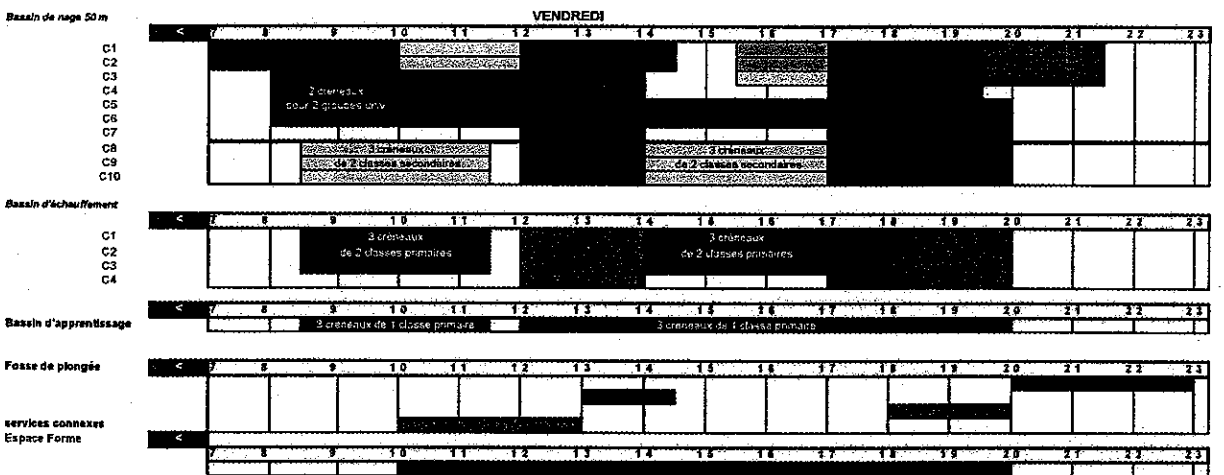 Bassin de nage 50 m
VENDREDI
< 7 8 9 10 11 12 13 14 15 16 17 18 19 20 21 22 23
C1
C2
C3
C4
2 créneaux
C5
pour 2 groupes univ.
C6
C7
C8 3 créneaux 3 créneaux
C9 de 2 classes secondaires de 2 classes secondaires
C10
Bassin d'échauffement
< 7 8 9 10 11 12 13 14 15 16 17 18 19 20 21 22 23
C1 3 créneaux 3 créneaux
C2 de 2 classes primaires de 2 classes primaires
C3
C4
< 7 8 9 10 11 12 13 14 15 16 17 18 19 20 21 22 23
Bassin d'apprentissage 3 créneaux de 1 classe primaire 3 créneaux de 1 classe primaire
Fosse de plongée < 7 8 9 10 11 12 13 14 15 16 17 18 19 20 21 22 23
services connexes
Espace Forme <
7 8 9 10 11 12 13 14 15 16 17 18 19 20 21 22 23